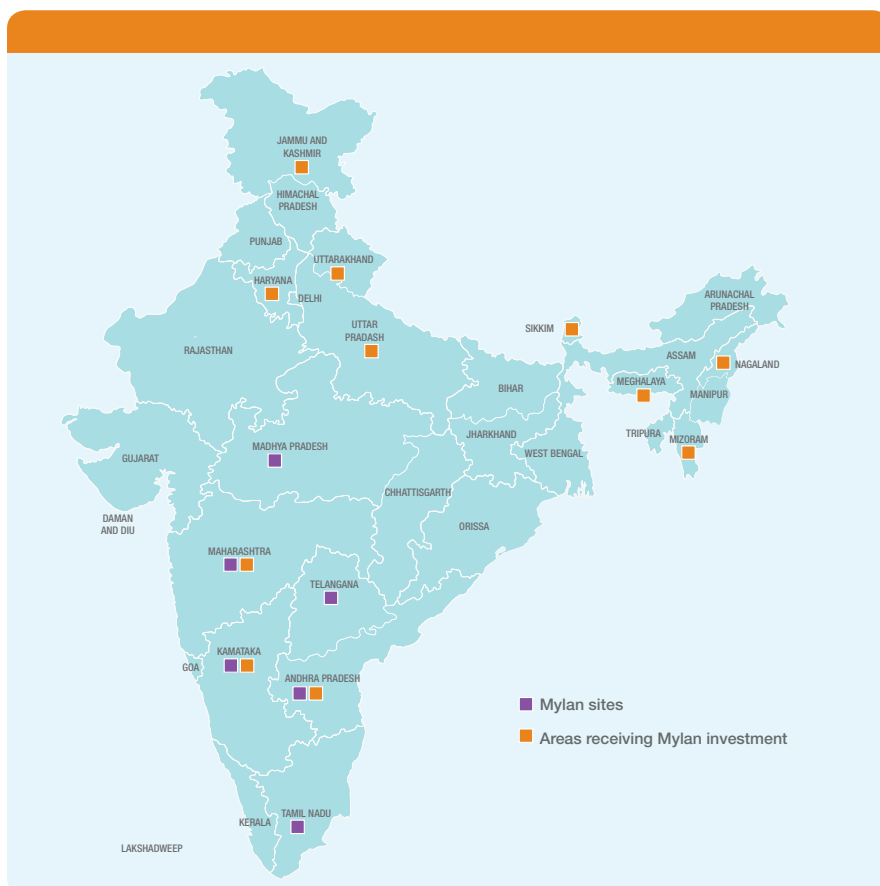 JAMMU AND
KASHMIR
HIMACHAL
PRADESH
PUNJAB
UTTARAKHAND
HARYANA
DELHI
ARUNACHAL
PRADESH
SIKKIM
UTTAR
PRADASH
RAJASTHAN
ASSAM
NAGALAND
MEGHALAYA
BIHAR
MANIPUR
JHARKHAND
TRIPURA
MIZORAM
MADHYA PRADESH
WEST BENGAL
GUJARAT
CHHATTISGARTH
DAMAN
AND DIU
ORISSA
MAHARASHTRA
TELANGANA
KAMATAKA
GOA
ANDHRA PRADESH
Mylan sites
Areas receiving Mylan investment
TAMIL NADU
KERALA
LAKSHADWEEP